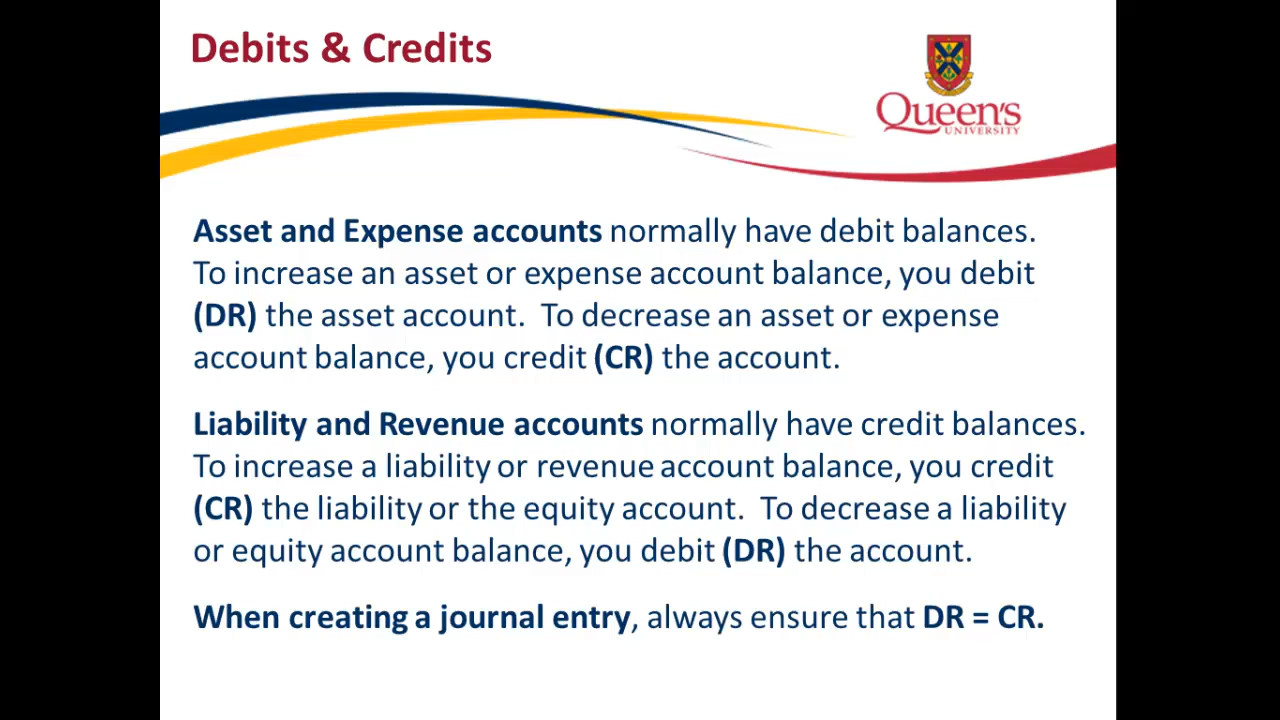 Debits & Credits
Queen's
UNIVERSITY
Asset and Expense accounts normally have debit balances.
To increase an asset or expense account balance, you debit
(DR) the asset account.  To decrease an asset or expense
account balance, you credit (CR) the account.
Liability and Revenue accounts normally have credit balances.
To increase a liability or revenue account balance, you credit
(CR) the liability or the equity account.  To decrease a liability
or equity account balance, you debit (DR) the account.
When creating a journal entry, always ensure that DR = CR.